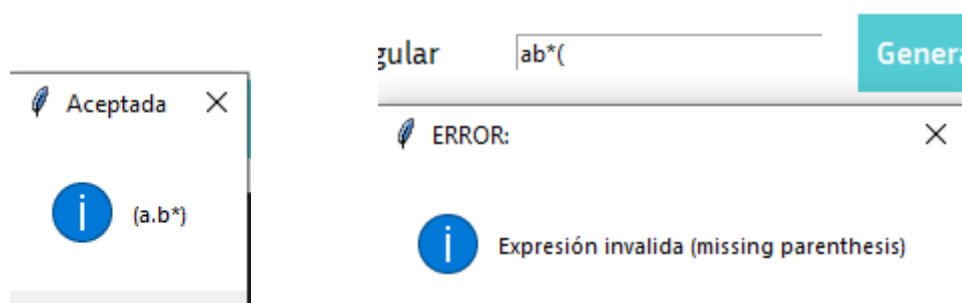 Aceptada
(a.b*)
gular ab*( Genera
ERROR:
Expresión invalida (missing parenthesis)